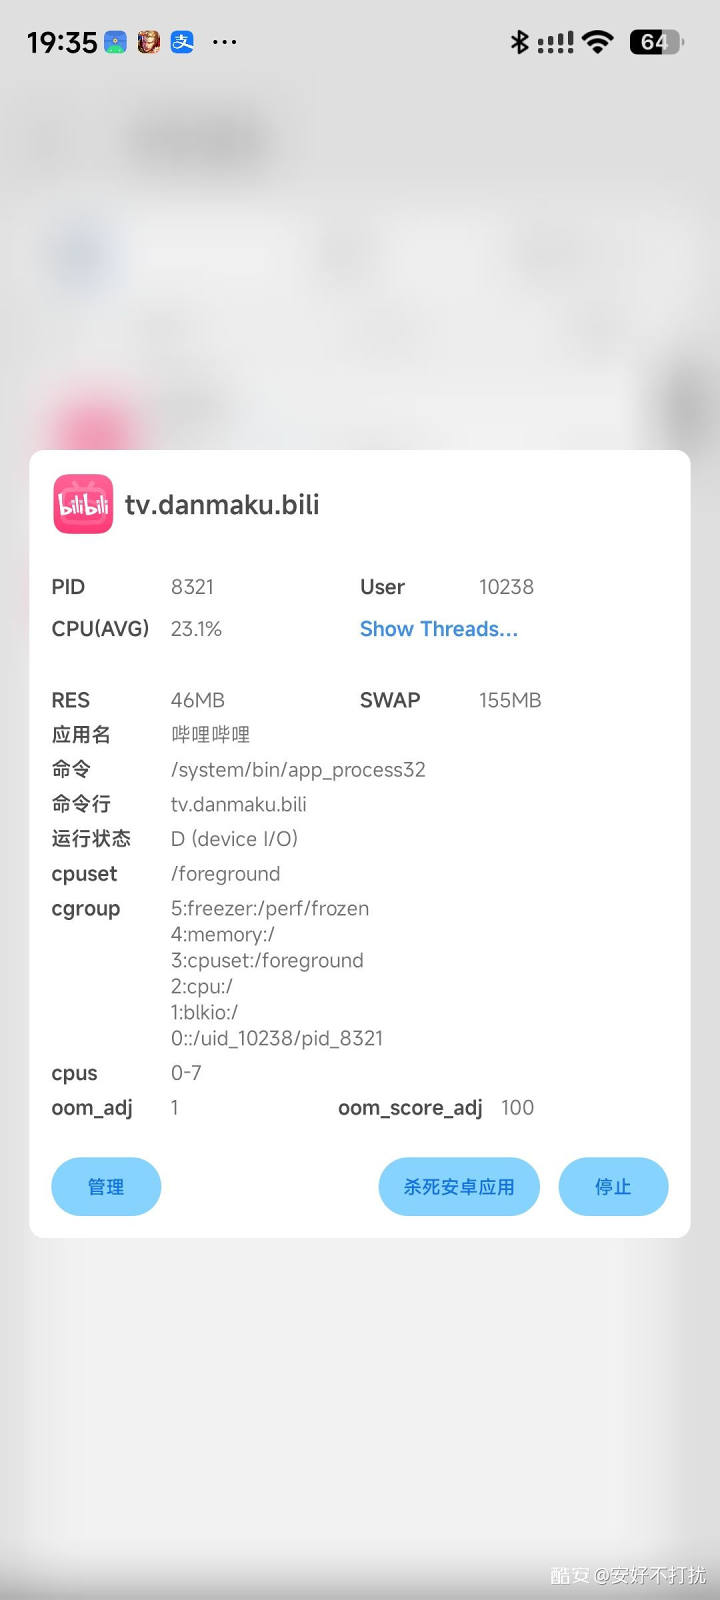 19:35 支 ... 64
bilibili tv.danmaku.bili
PID 8321 User 10238
CPU(AVG) 23.1% Show Threads...
RES 46MB SWAP 155MB
应用名 哔哩哔哩
命令 /system/bin/app_process32
命令行 tv.danmaku.bili
运行状态 D (device I/O)
cpuset /foreground
cgroup 5:freezer:/perf/frozen
4:memory:/
3:cpuset:/foreground
2:cpu:/
1:blkio:/
0::/uid_10238/pid_8321
cpus 0-7
oom_adj 1 oom_score_adj 100
管理 杀死安卓应用 停止
酷安 @安好不打扰